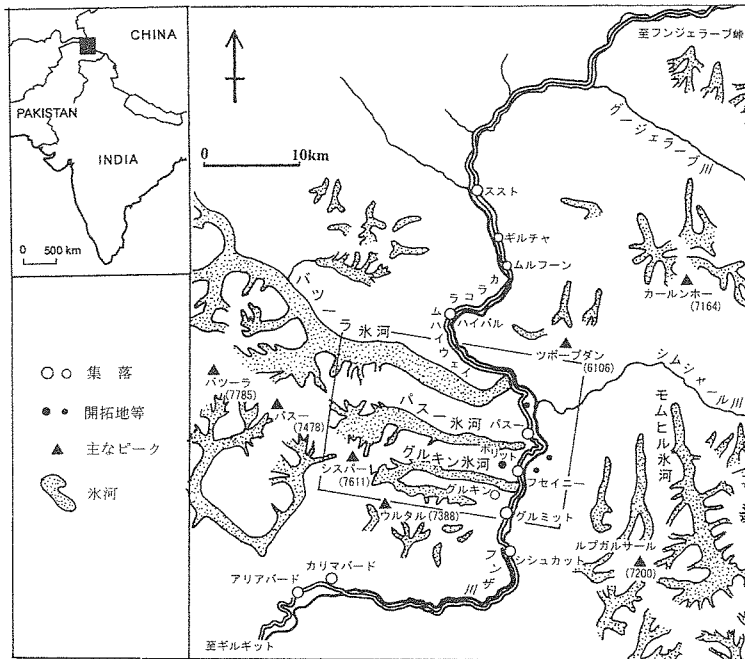 CHINA
PAKISTAN
INDIA
0 500 km
集落
開拓地等
主なピーク
氷河
0 10km
至フンジェラーブ峠
グージェラーブ川
ススト
ギルチャ
ムルフーン
カラコラムハイウェイ
ハイバル
カールンホー
(7164)
ツポープダン
(6106)
シムシャール川
バツーラ氷河
バツーラ
(7785)
パスー
(7478)
パスー氷河
パスー
ボリット
グルキン氷河
シスパー
(7611)
フセイニー
グルキン
ウルタル(7388)
グルミット
モムヒル氷河
ルプガルサール
(7200)
シシュカット
フンザ川
カリマバード
アリアバード
至ギルギット